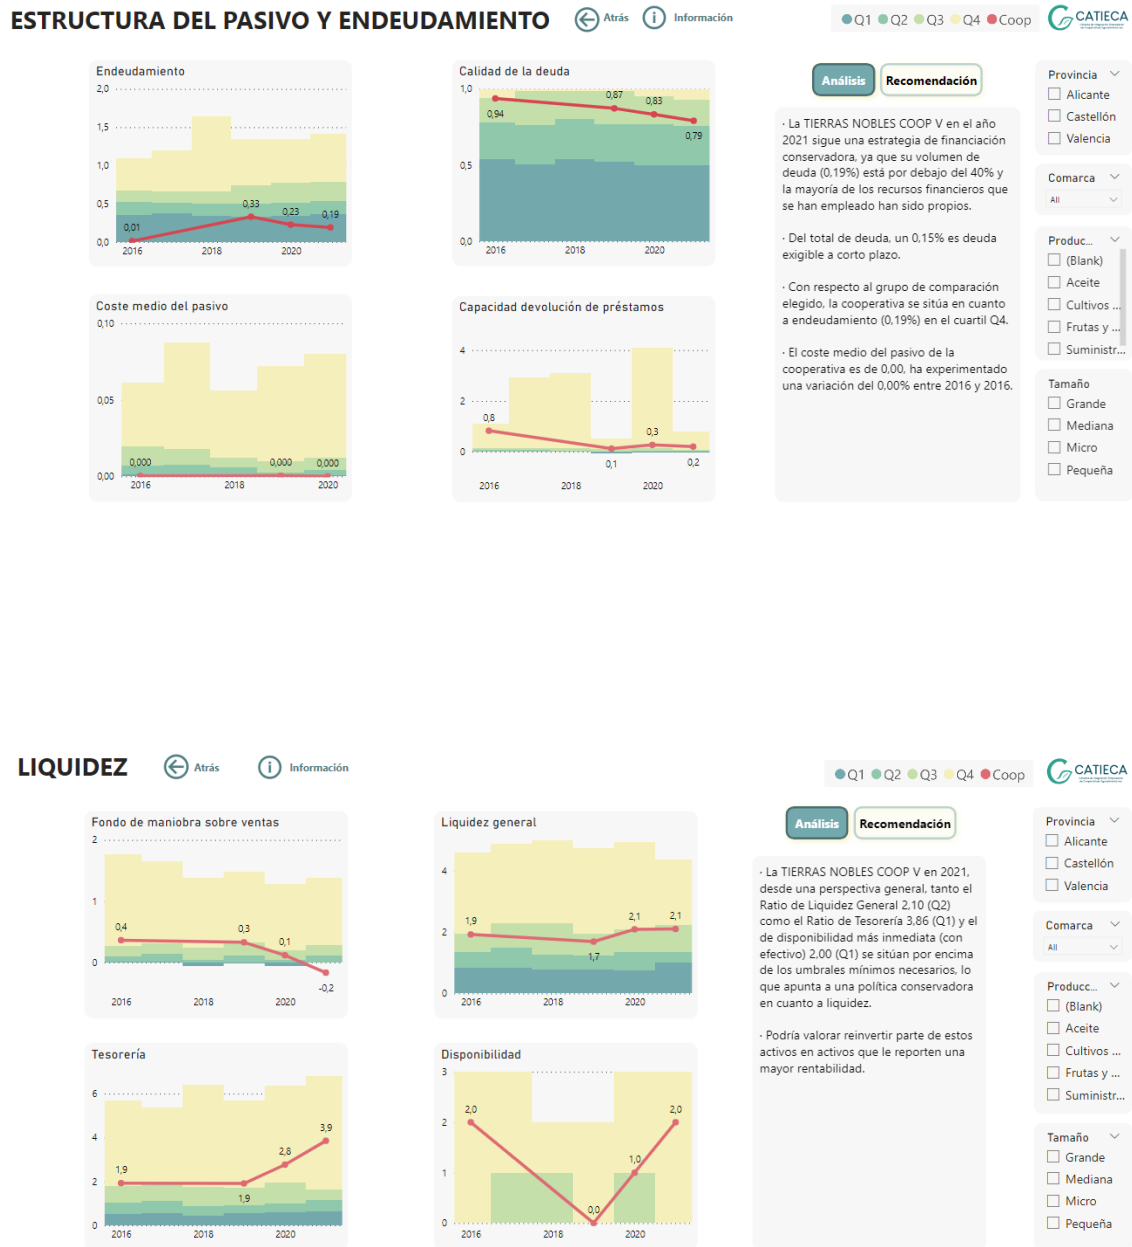 ESTRUCTURA DEL PASIVO Y ENDEUDAMIENTO
Atrás
Información
Q1 Q2 Q3 Q4 Coop
CATIECA
Endeudamiento
2,0
1,5
1,0
0,5
0,0
0,01
0,33
0,23
0,19
2016 2018 2020
Calidad de la deuda
1,0
0,5
0,0
0,94
0,87
0,83
0,79
2016 2018 2020
Coste medio del pasivo
0,10
0,05
0,00
0,000 0,000 0,000
2016 2018 2020
Capacidad devolución de préstamos
4
2
0
0,8
0,1
0,3
0,2
2016 2018 2020
Análisis
Recomendación
· La TIERRAS NOBLES COOP V en el año
2021 sigue una estrategia de financiación
conservadora, ya que su volumen de
deuda (0,19%) está por debajo del 40% y
la mayoría de los recursos financieros que
se han empleado han sido propios.
· Del total de deuda, un 0,15% es deuda
exigible a corto plazo.
· Con respecto al grupo de comparación
elegido, la cooperativa se sitúa en cuanto
a endeudamiento (0,19%) en el cuartil Q4.
· El coste medio del pasivo de la
cooperativa es de 0,00, ha experimentado
una variación del 0,00% entre 2016 y 2016.
Provincia
Alicante
Castellón
Valencia
Comarca
All
Produc...
(Blank)
Aceite
Cultivos ...
Frutas y ...
Suministr...
Tamaño
Grande
Mediana
Micro
Pequeña
LIQUIDEZ
Atrás
Información
Q1 Q2 Q3 Q4 Coop
CATIECA
Fondo de maniobra sobre ventas
2
1
0
0,4
0,3
0,1
-0,2
2016 2018 2020
Liquidez general
4
2
0
1,9
1,7
2,1
2,1
2016 2018 2020
Tesorería
6
4
2
0
1,9
1,9
2,8
3,9
2016 2018 2020
Disponibilidad
3
2
1
0
2,0
0,0
1,0
2,0
2016 2018 2020
Análisis
Recomendación
· La TIERRAS NOBLES COOP V en 2021,
desde una perspectiva general, tanto el
Ratio de Liquidez General 2,10 (Q2)
como el Ratio de Tesorería 3,86 (Q1) y el
de disponibilidad más inmediata (con
efectivo) 2,00 (Q1) se sitúan por encima
de los umbrales mínimos necesarios, lo
que apunta a una política conservadora
en cuanto a liquidez.
· Podría valorar reinvertir parte de estos
activos en activos que le reporten una
mayor rentabilidad.
Provincia
Alicante
Castellón
Valencia
Comarca
All
Producc...
(Blank)
Aceite
Cultivos ...
Frutas y ...
Suministr...
Tamaño
Grande
Mediana
Micro
Pequeña